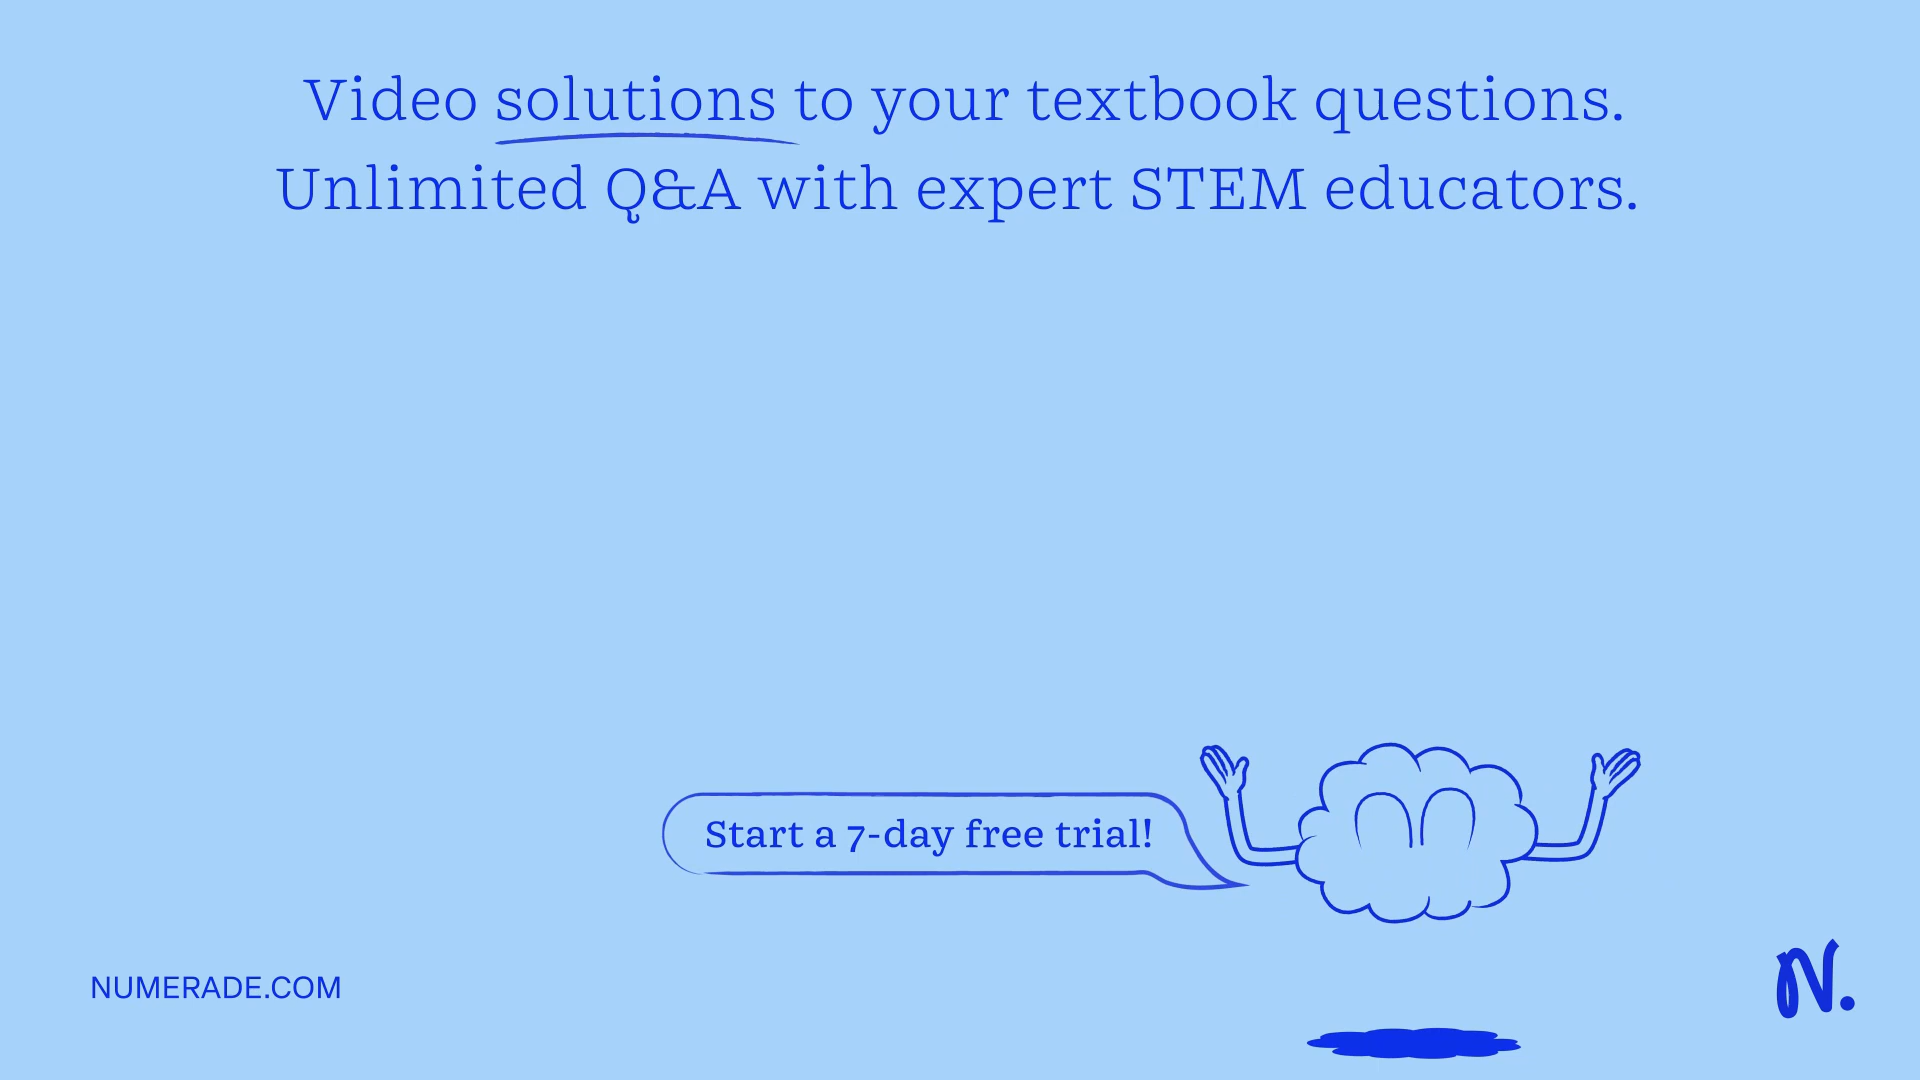 Video solutions to your textbook questions.
Unlimited Q&A with expert STEM educators.
Start a 7-day free trial!
NUMERADE.COM
N.